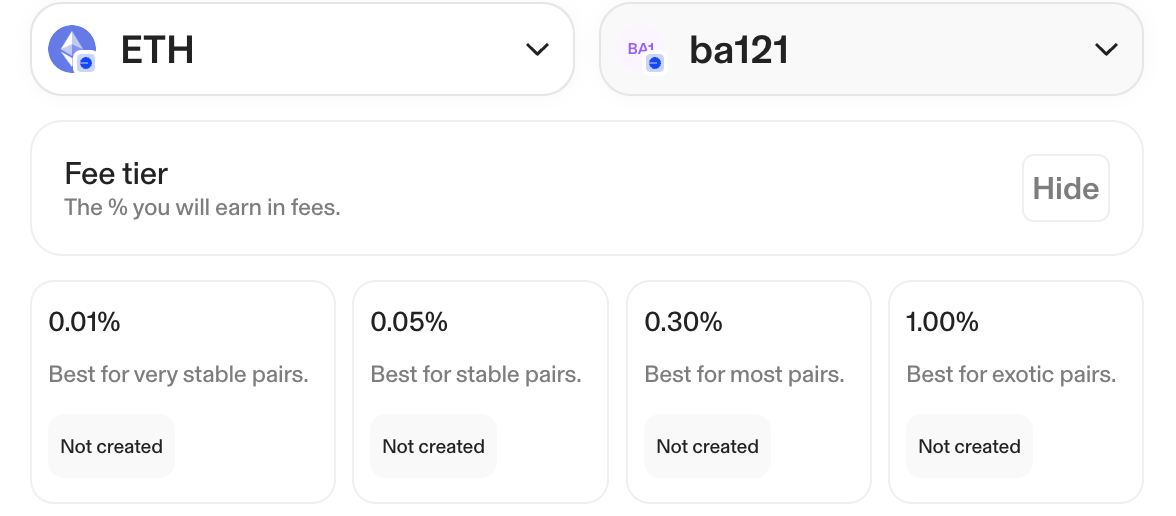 ETH
BA1
ba121
Fee tier
The % you will earn in fees.
Hide
0.01%
Best for very stable pairs.
Not created
0.05%
Best for stable pairs.
Not created
0.30%
Best for most pairs.
Not created
1.00%
Best for exotic pairs.
Not created